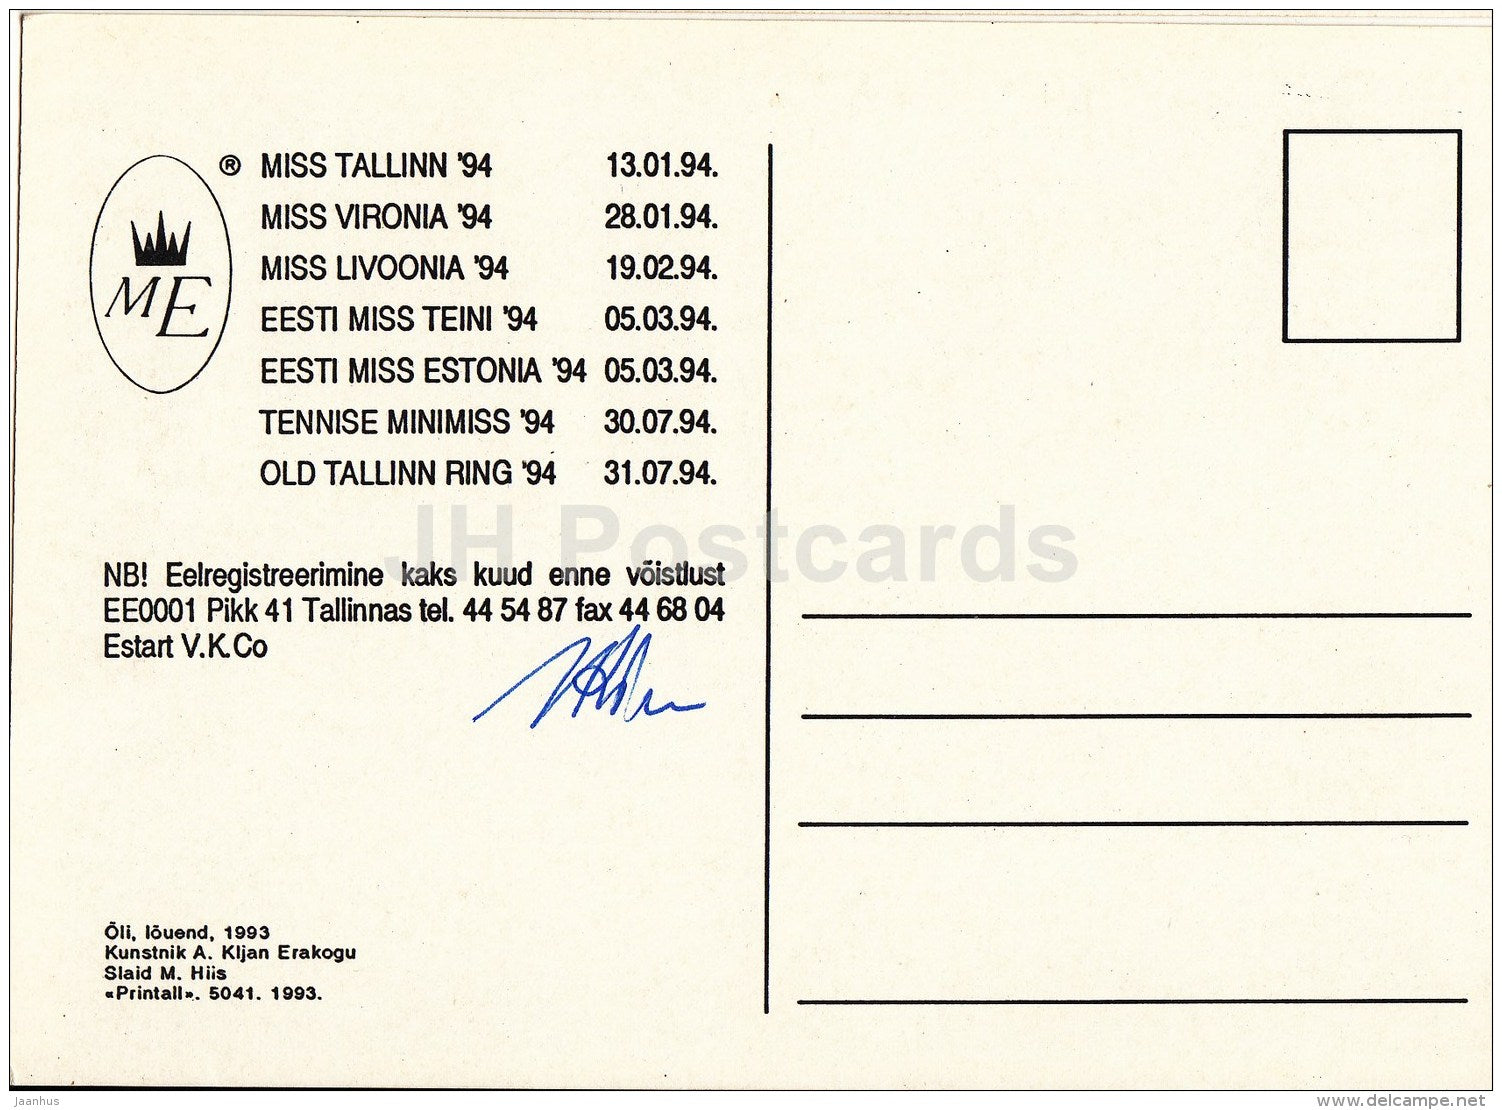 ® MISS TALLINN '94 13.01.94.
MISS VIRONIA '94 28.01.94.
MISS LIVOONIA '94 19.02.94.
EESTI MISS TEINI '94 05.03.94.
EESTI MISS ESTONIA '94 05.03.94.
TENNISE MINIMISS '94 30.07.94.
OLD TALLINN RING '94 31.07.94.
ME
JH Postcards
NB! Eelregistreerimine kaks kuud enne võistlust
EE0001 Pikk 41 Tallinnas tel. 44 54 87 fax 44 68 04
Estart V.K.Co
Õli, lõuend, 1993
Kunstnik A. Kljan Erakogu
Slaid M. Hiis
«Printall». 5041. 1993.
Jaanhus
www.delcampe.net